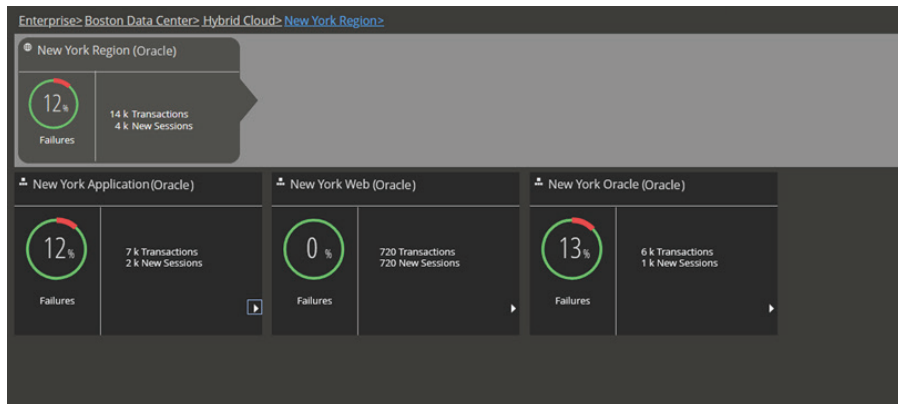 Enterprise> Boston Data Center> Hybrid Cloud> New York Region>
New York Region (Oracle)
12%
Failures
14 k Transactions
4 k New Sessions
New York Application (Oracle)
12%
Failures
7 k Transactions
2 k New Sessions
New York Web (Oracle)
0 %
Failures
720 Transactions
720 New Sessions
New York Oracle (Oracle)
13%
Failures
6 k Transactions
1 k New Sessions